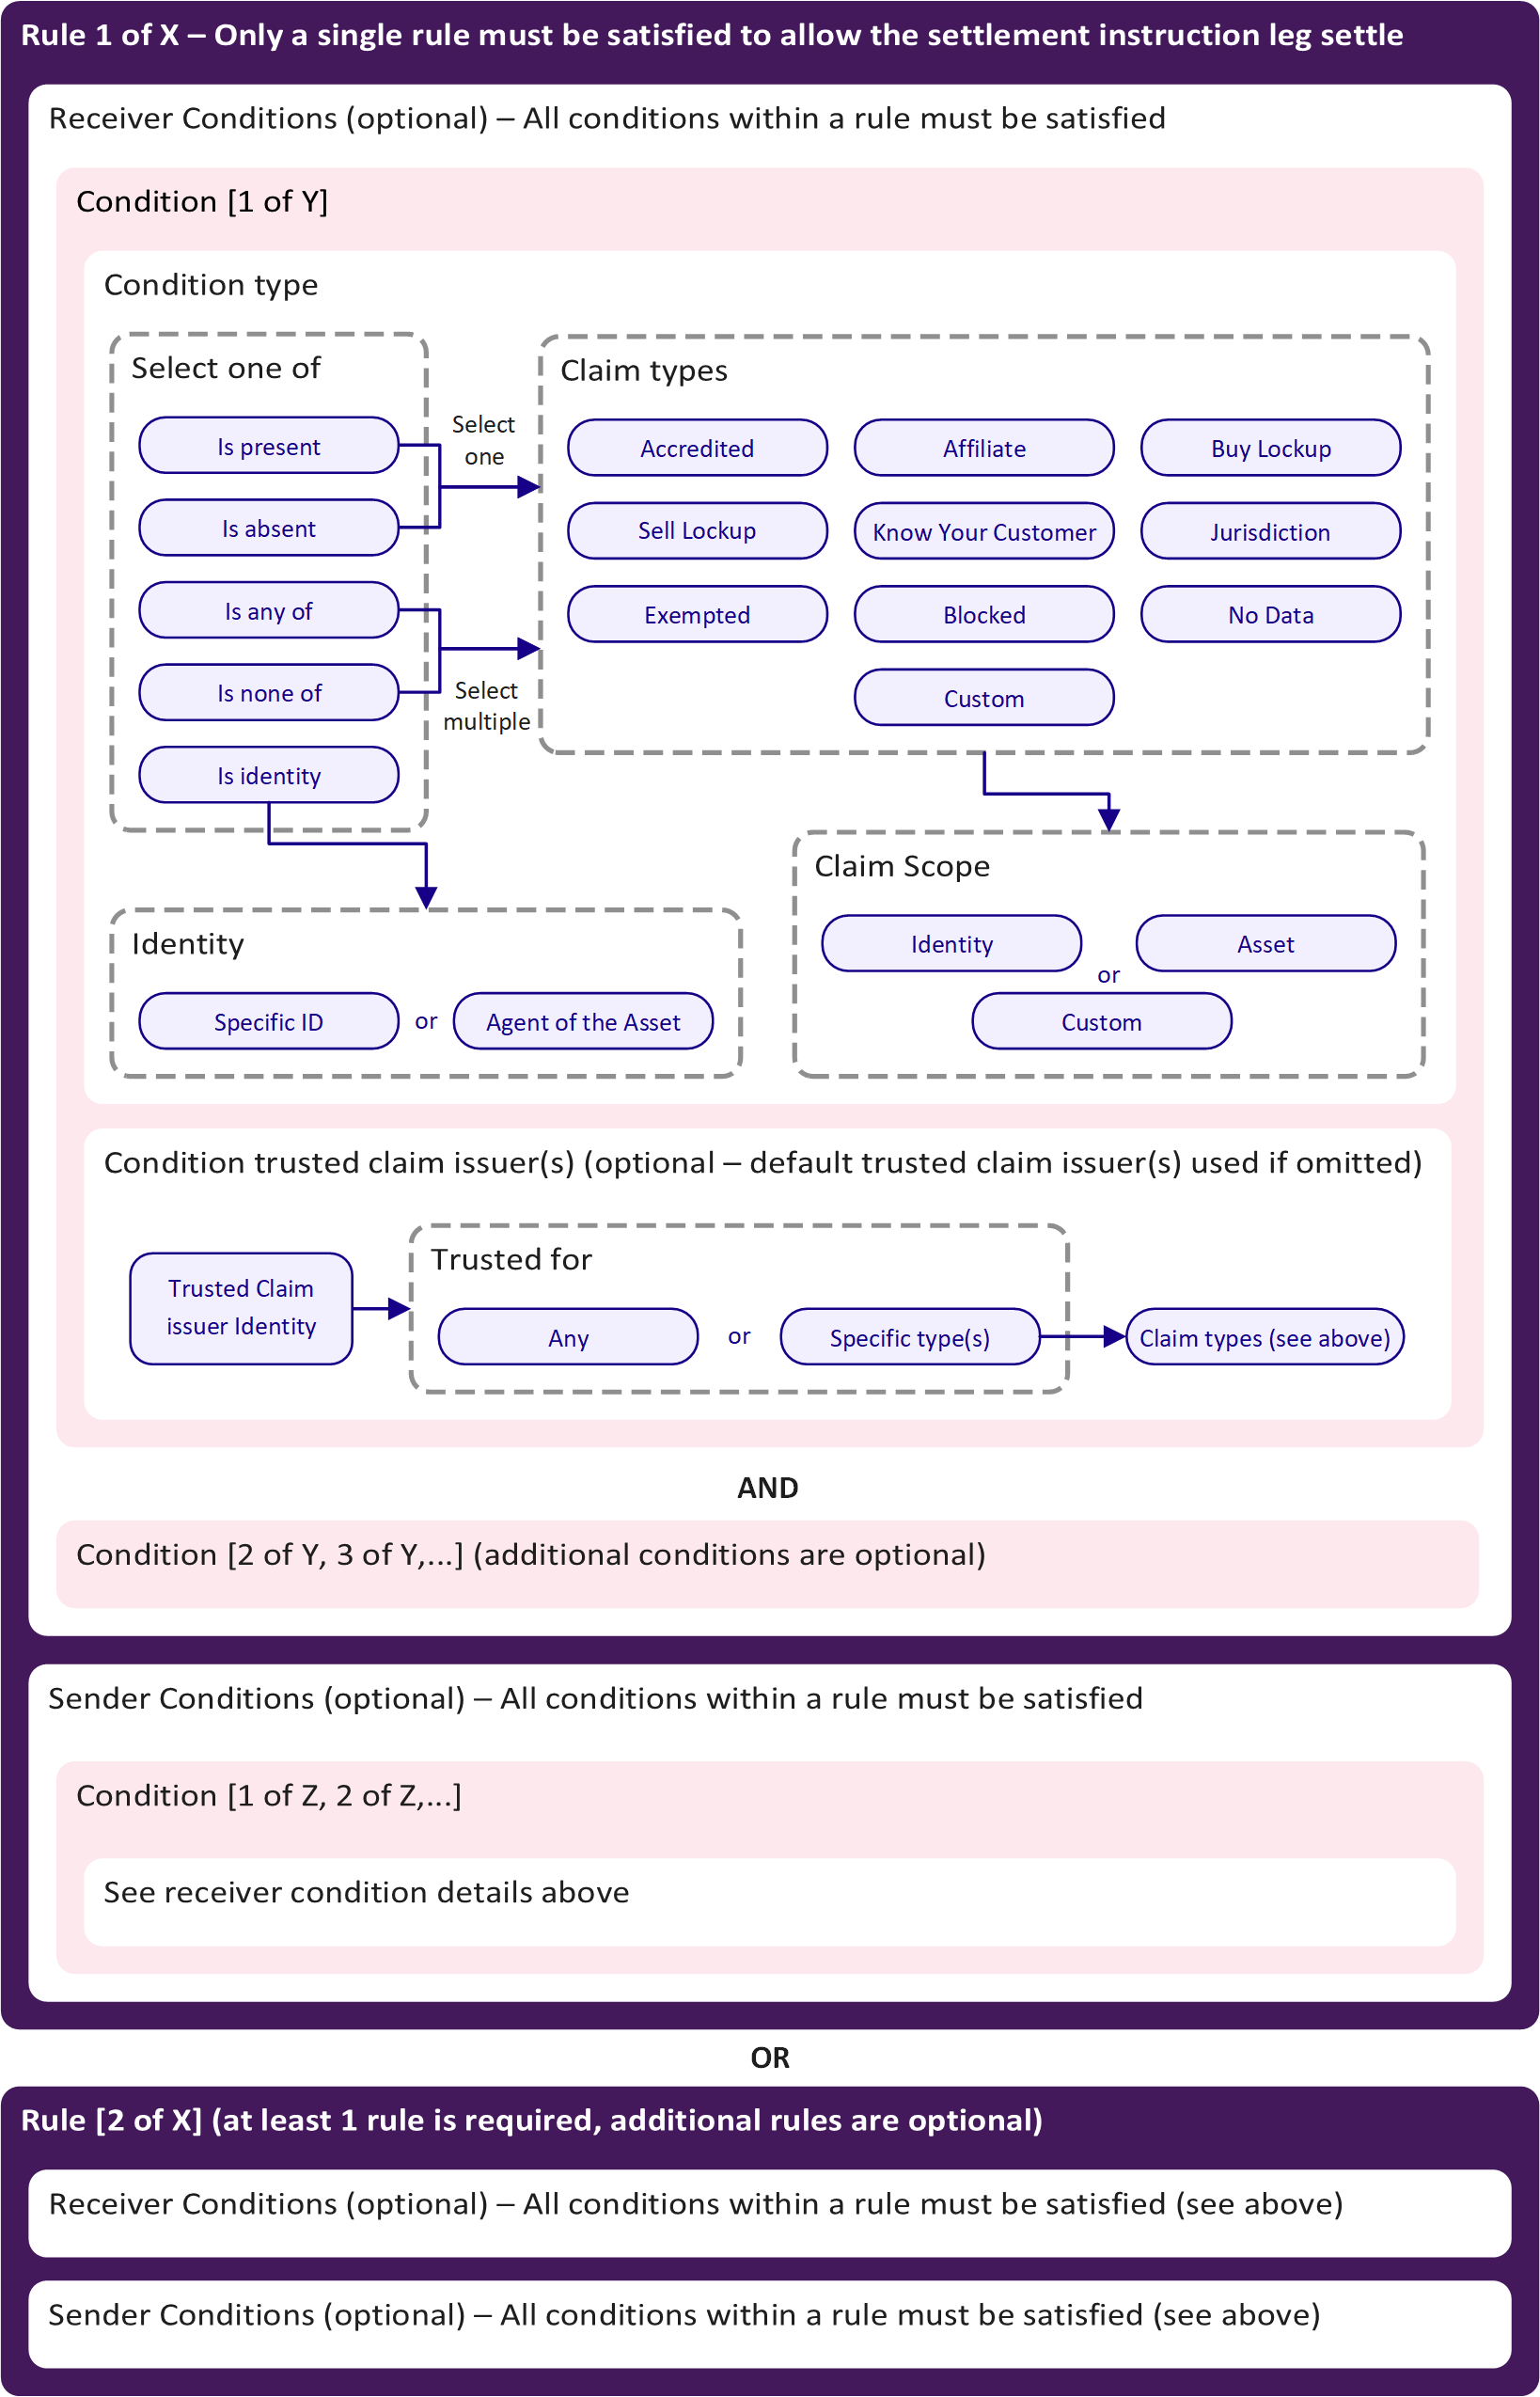 Rule 1 of X – Only a single rule must be satisfied to allow the settlement instruction leg settle
Receiver Conditions (optional) – All conditions within a rule must be satisfied
Condition [1 of Y]
Condition type
Select one of
Is present
Is absent
Is any of
Is none of
Is identity
Select
one
Select
multiple
Claim types
Accredited
Affiliate
Buy Lockup
Sell Lockup
Know Your Customer
Jurisdiction
Exempted
Blocked
No Data
Custom
Identity
Specific ID
or
Agent of the Asset
Claim Scope
Identity
Asset
or
Custom
Condition trusted claim issuer(s) (optional – default trusted claim issuer(s) used if omitted)
Trusted Claim
issuer Identity
Trusted for
Any
or
Specific type(s)
Claim types (see above)
AND
Condition [2 of Y, 3 of Y,...] (additional conditions are optional)
Sender Conditions (optional) – All conditions within a rule must be satisfied
Condition [1 of Z, 2 of Z,...]
See receiver condition details above
OR
Rule [2 of X] (at least 1 rule is required, additional rules are optional)
Receiver Conditions (optional) – All conditions within a rule must be satisfied (see above)
Sender Conditions (optional) – All conditions within a rule must be satisfied (see above)